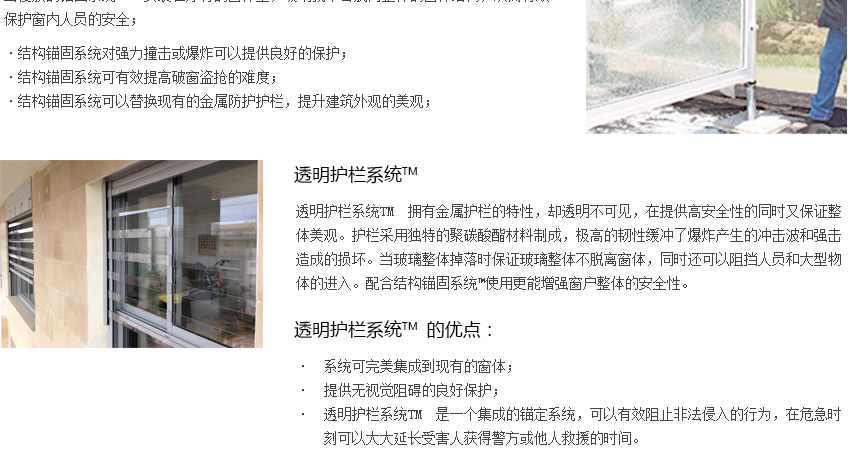 保护窗内人员的安全；
·结构锚固系统对强力撞击或爆炸可以提供良好的保护；
·结构锚固系统可有效提高破窗盗抢的难度；
·结构锚固系统可以替换现有的金属防护护栏，提升建筑外观的美观；
透明护栏系统™
透明护栏系统TM 拥有金属护栏的特性，却透明不可见，在提供高安全性的同时又保证整
体美观。护栏采用独特的聚碳酸酯材料制成，极高的韧性缓冲了爆炸产生的冲击波和强击
造成的损坏。当玻璃整体掉落时保证玻璃整体不脱离窗体，同时还可以阻挡人员和大型物
体的进入。配合结构锚固系统™使用更能增强窗户整体的安全性。
透明护栏系统™ 的优点：
· 系统可完美集成到现有的窗体；
· 提供无视觉阻碍的良好保护；
· 透明护栏系统TM 是一个集成的锚定系统，可以有效阻止非法侵入的行为，在危急时
刻可以大大延长受害人获得警方或他人救援的时间。